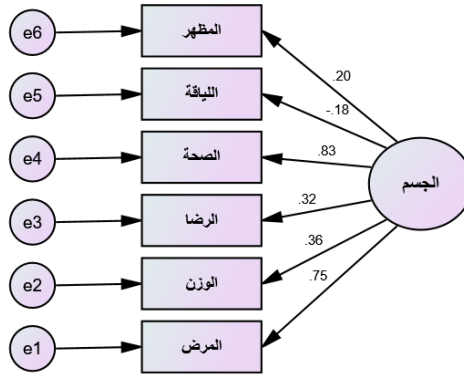 e6
المظهر
.20
e5
اللياقة
-.18
e4
الصحة
.83
الجسم
e3
الرضا
.32
e2
الوزن
.36
e1
المرض
.75